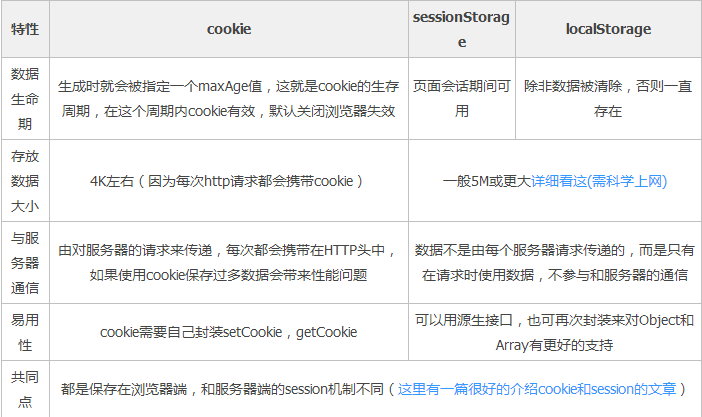 特性
cookie
sessionStorag
e
localStorage
数据
生命
期
生成时就会被指定一个maxAge值，这就是cookie的生存
周期，在这个周期内cookie有效，默认关闭浏览器失效
页面会话期间可
用
除非数据被清除，否则一直
存在
存放
数据
大小
4K左右（因为每次http请求都会携带cookie）
一般5M或更大详细看这(需科学上网)
与服
务器
通信
由对服务器的请求来传递，每次都会携带在HTTP头中，
如果使用cookie保存过多数据会带来性能问题
数据不是由每个服务器请求传递的，而是只有
在请求时使用数据，不参与和服务器的通信
易用
性
cookie需要自己封装setCookie，getCookie
可以用源生接口，也可再次封装来对Object和
Array有更好的支持
共同
点
都是保存在浏览器端，和服务器端的session机制不同（这里有一篇很好的介绍cookie和session的文章）